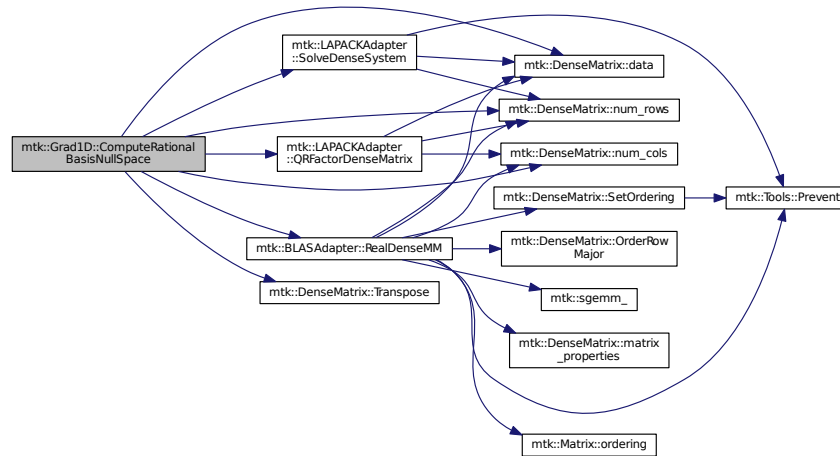 mtk::LAPACKAdapter
::SolveDenseSystem
mtk::DenseMatrix::data
mtk::DenseMatrix::num_rows
mtk::Grad1D::ComputeRational
BasisNullSpace
mtk::LAPACKAdapter
::QRFactorDenseMatrix
mtk::DenseMatrix::num_cols
mtk::DenseMatrix::SetOrdering
mtk::Tools::Prevent
mtk::BLASAdapter::RealDenseMM
mtk::DenseMatrix::OrderRow
Major
mtk::DenseMatrix::Transpose
mtk::sgemm_
mtk::DenseMatrix::matrix
_properties
mtk::Matrix::ordering